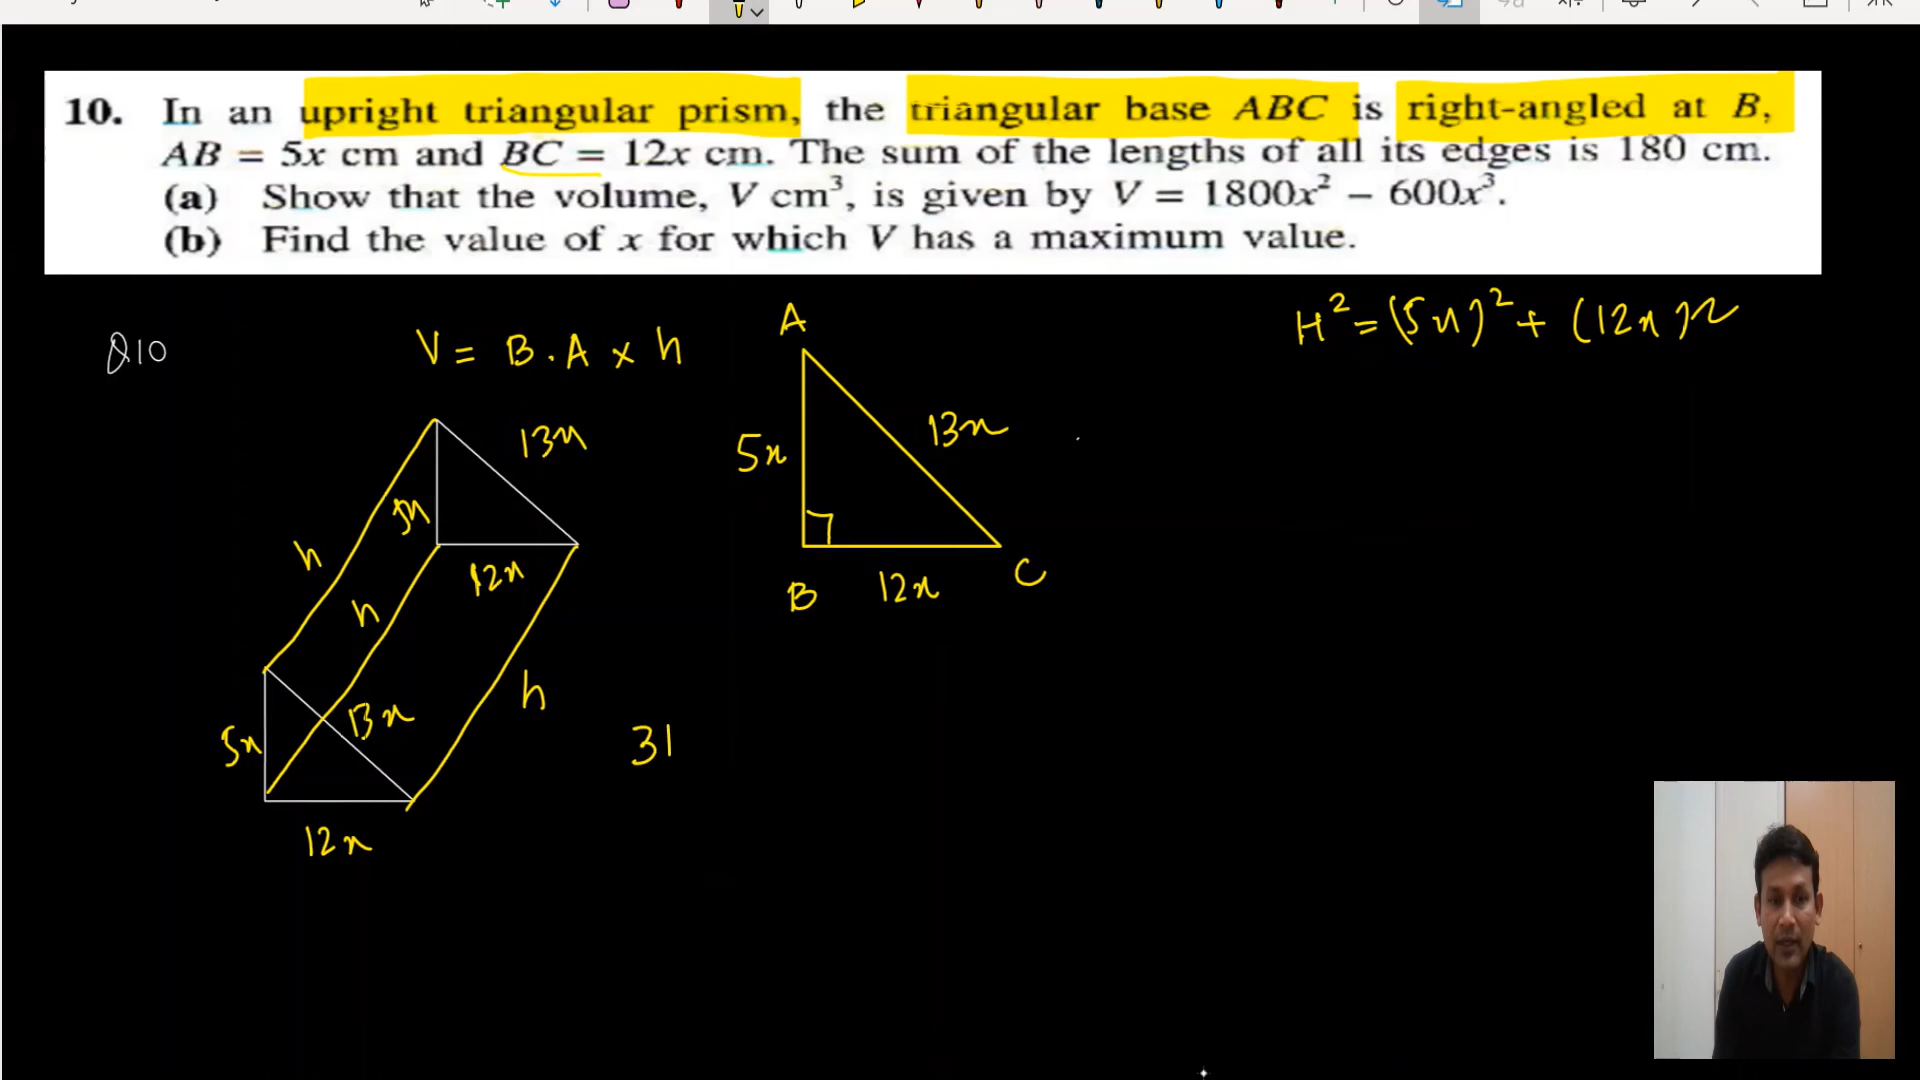 10. In an upright triangular prism, the triangular base ABC is right-angled at B,
AB = 5x cm and BC = 12x cm. The sum of the lengths of all its edges is 180 cm.
(a) Show that the volume, V cm³, is given by V = 1800x² – 600x³.
(b) Find the value of x for which V has a maximum value.
Q10
V = B.A × h
A
H² = (5x)² + (12x)2
13x
5x
13x
5x
h
12x
h
B
12x
C
h
13x
5x
31
12x